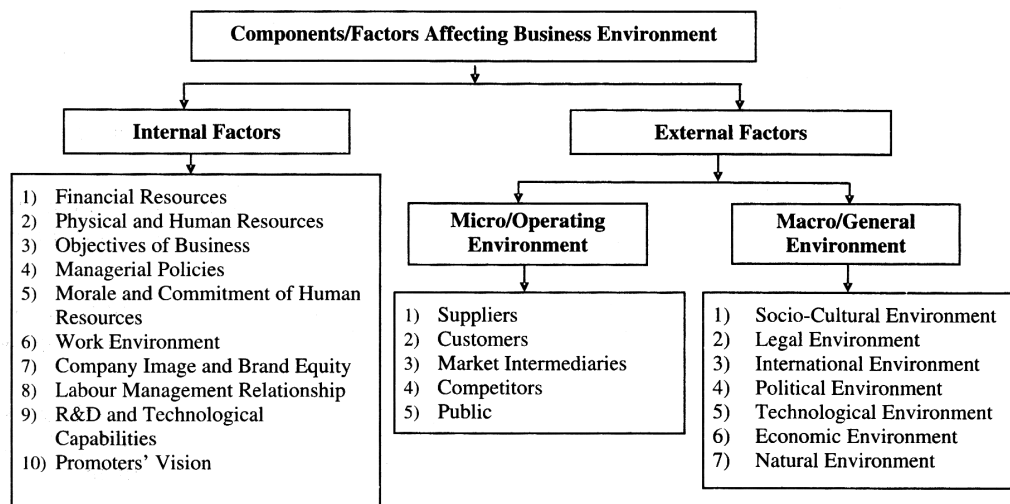 Components/Factors Affecting Business Environment
Internal Factors
External Factors
1) Financial Resources
2) Physical and Human Resources
3) Objectives of Business
4) Managerial Policies
5) Morale and Commitment of Human
Resources
6) Work Environment
7) Company Image and Brand Equity
8) Labour Management Relationship
9) R&D and Technological
Capabilities
10) Promoters' Vision
Micro/Operating
Environment
1) Suppliers
2) Customers
3) Market Intermediaries
4) Competitors
5) Public
Macro/General
Environment
1) Socio-Cultural Environment
2) Legal Environment
3) International Environment
4) Political Environment
5) Technological Environment
6) Economic Environment
7) Natural Environment